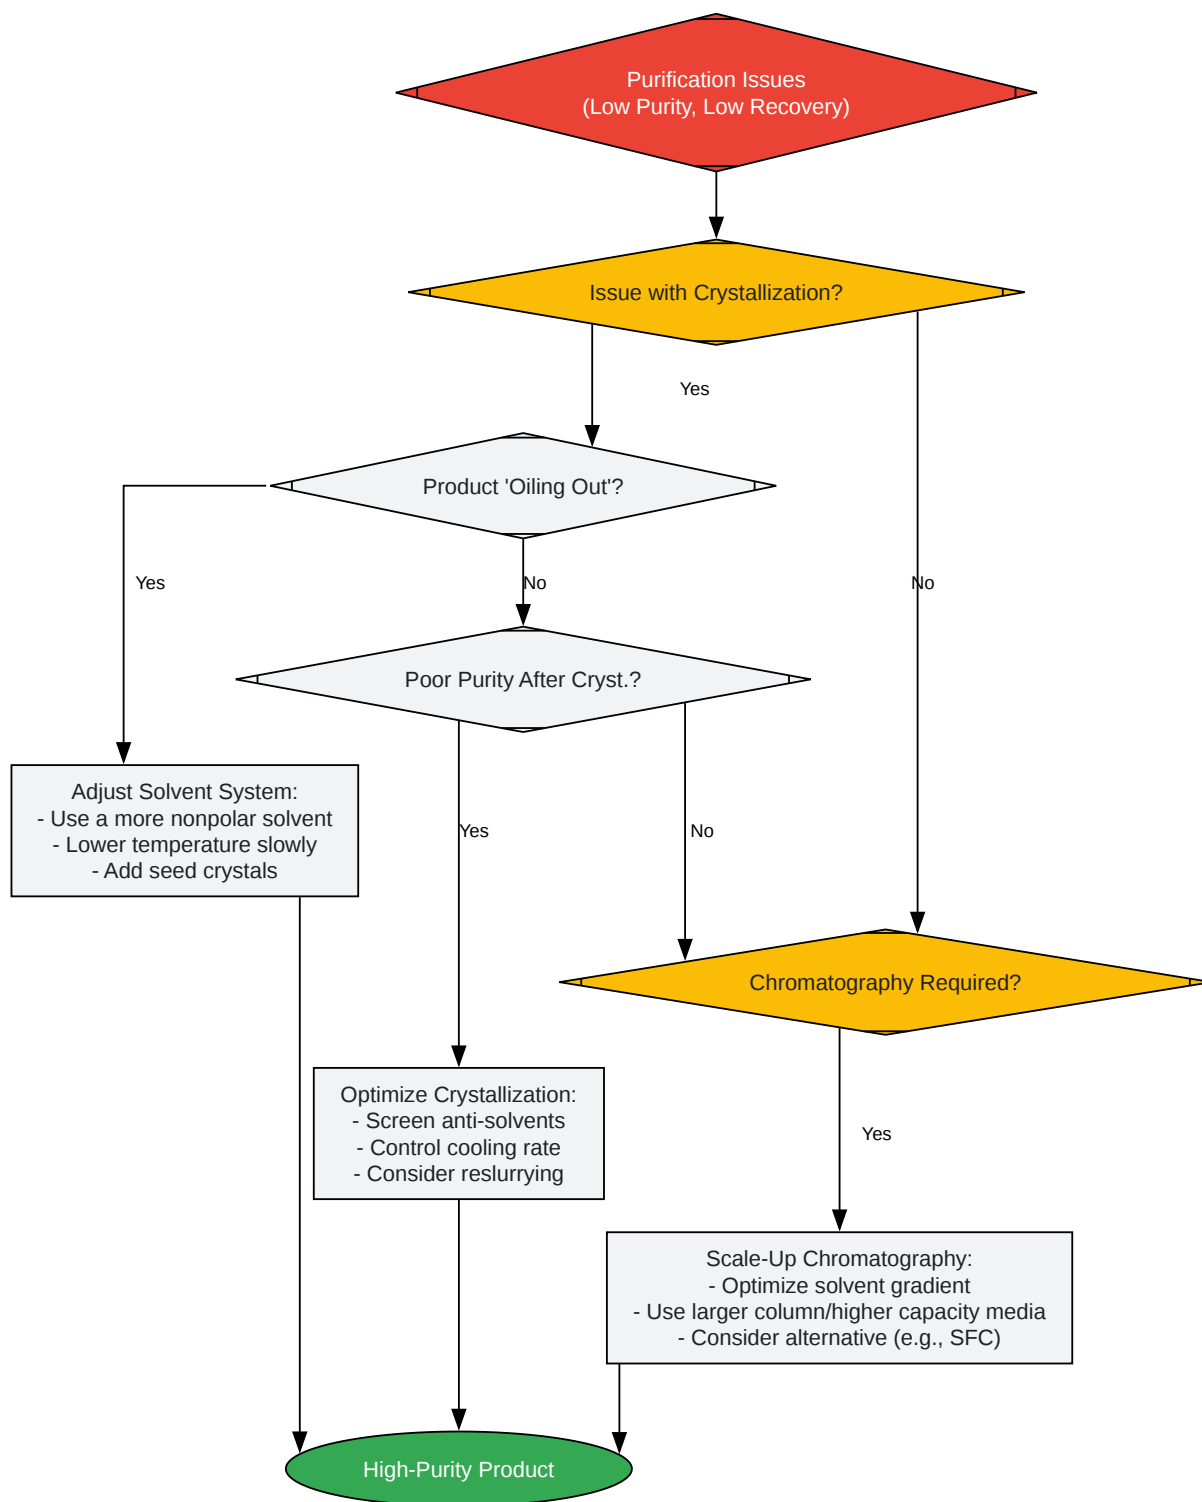 Purification Issues
(Low Purity, Low Recovery)
Issue with Crystallization?
Yes
Product 'Oiling Out'?
Yes
No
No
Poor Purity After Cryst.?
Adjust Solvent System:
- Use a more nonpolar solvent
- Lower temperature slowly
- Add seed crystals
Yes
No
Chromatography Required?
Optimize Crystallization:
- Screen anti-solvents
- Control cooling rate
- Consider reslurrying
Yes
Scale-Up Chromatography:
- Optimize solvent gradient
- Use larger column/higher capacity media
- Consider alternative (e.g., SFC)
High-Purity Product